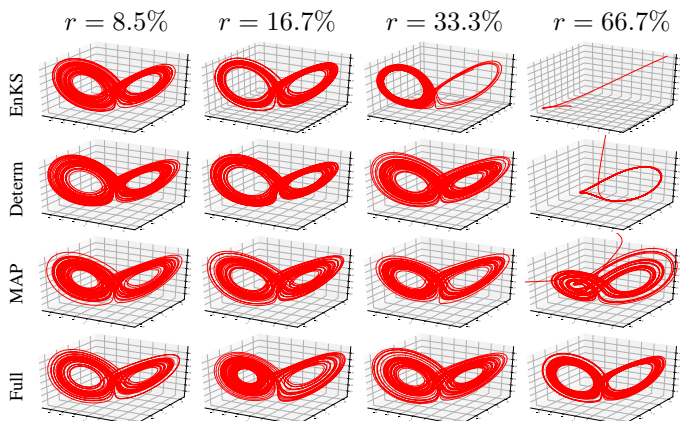 r = 8.5% r = 16.7% r = 33.3% r = 66.7%
EnKS
Determ
MAP
Full